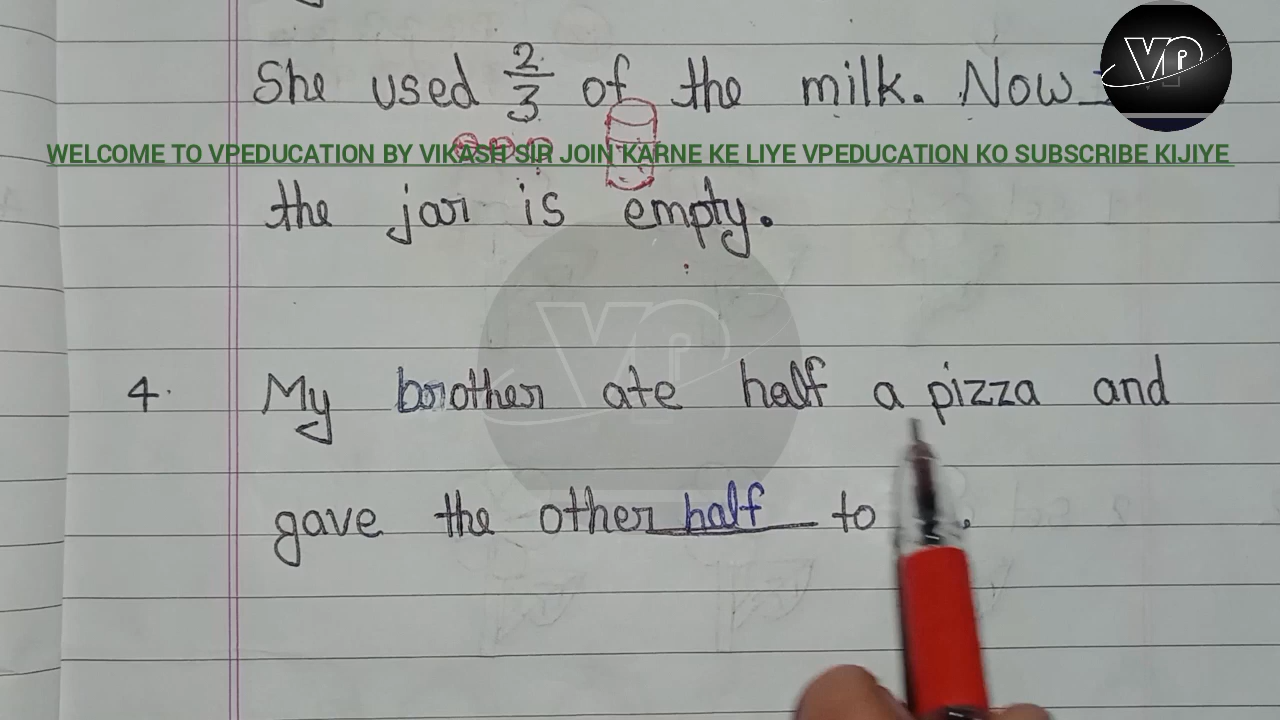 She used 2/3 of the milk. Now
VP
WELCOME TO VPEDUCATION BY VIKASH SIR JOIN KARNE KE LIYE VPEDUCATION KO SUBSCRIBE KIJIYE
the jar is empty.
4. My brother ate half a pizza and
gave the other half to